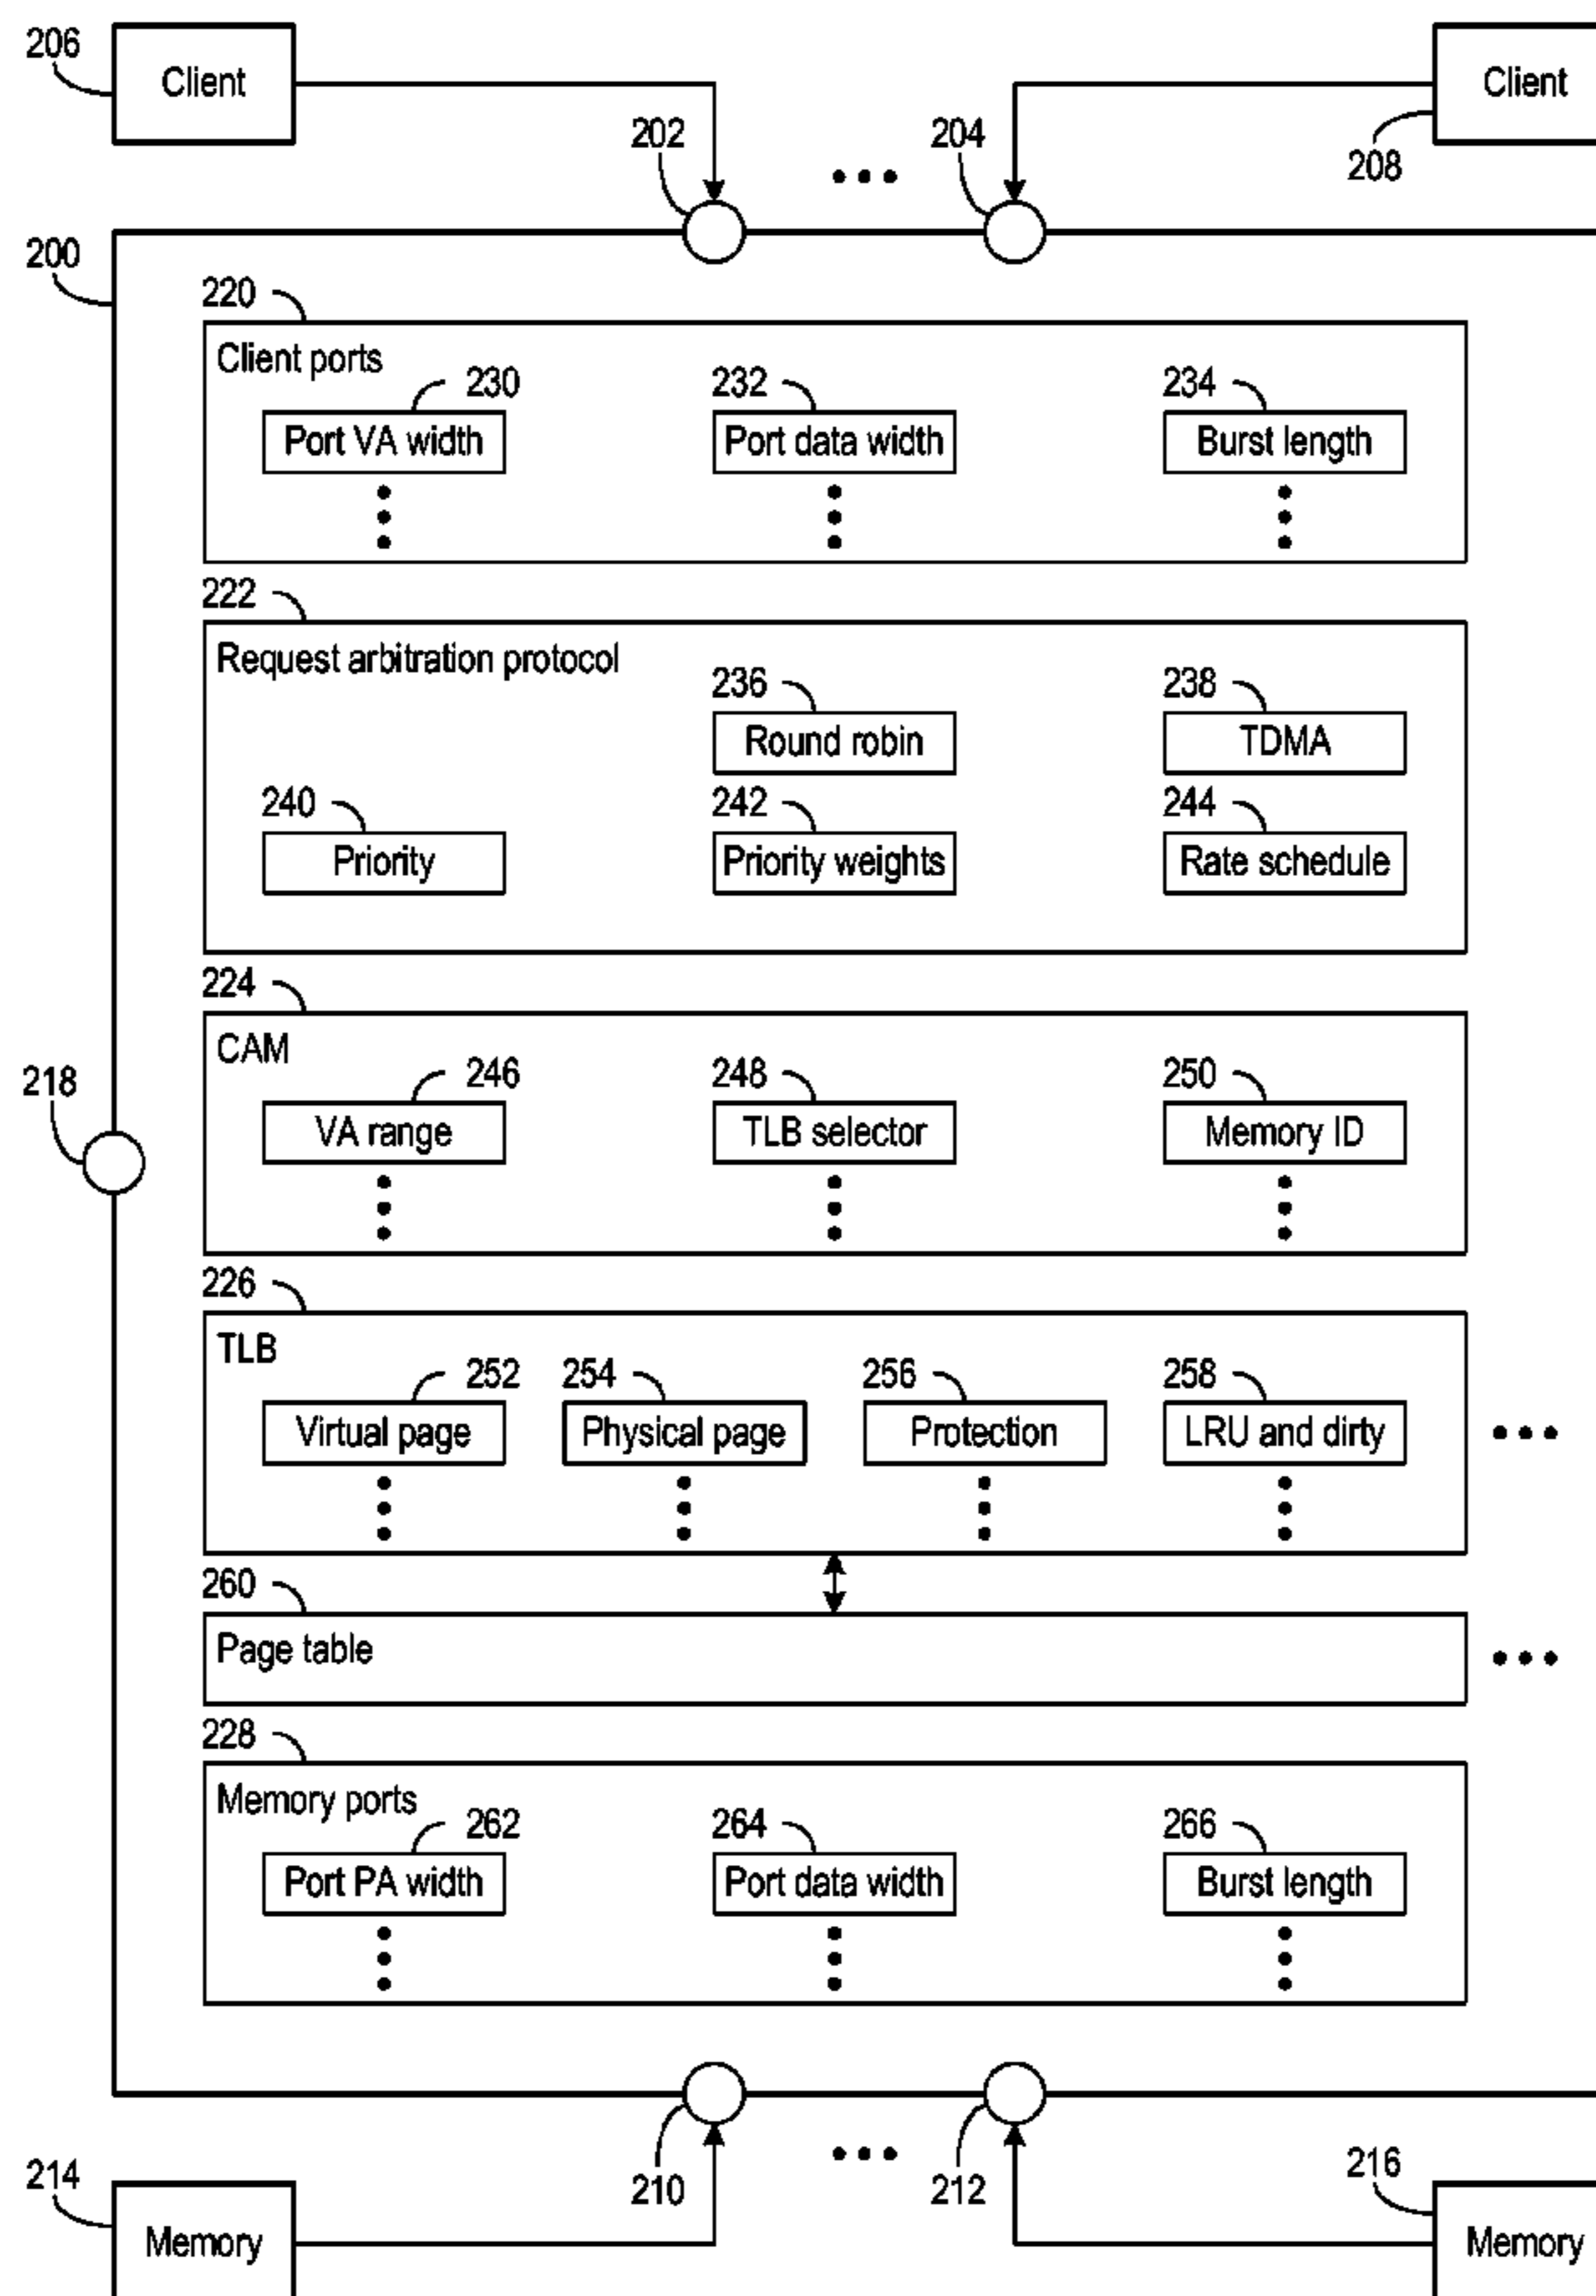 206
Client
Client
202
204
208
200
220
Client ports
230
232
234
Port VA width
Port data width
Burst length
222
Request arbitration protocol
236
238
Round robin
TDMA
240
242
244
Priority
Priority weights
Rate schedule
224
CAM
246
248
250
218
VA range
TLB selector
Memory ID
226
TLB
252
254
256
258
Virtual page
Physical page
Protection
LRU and dirty
260
Page table
228
Memory ports
262
264
266
Port PA width
Port data width
Burst length
214
210
212
216
Memory
Memory